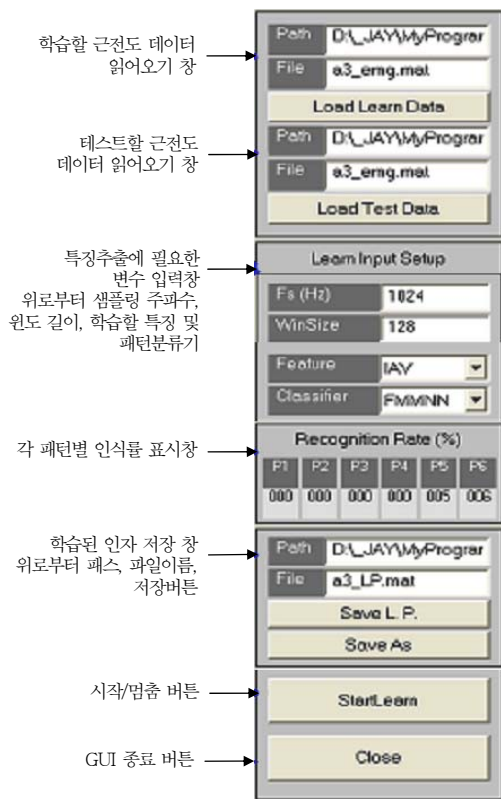 학습할 근전도 데이터
읽어오기 창
Path D:\_JAY\MyPrograr
File a3_emg.mat
Load Learn Data
테스트할 근전도
데이터 읽어오기 창
Path D:\_JAY\MyPrograr
File a3_emg.mat
Load Test Data
특징추출에 필요한
변수 입력창
위로부터 샘플링 주파수,
윈도 길이, 학습할 특징 및
패턴분류기
Learn Input Setup
Fs (Hz) 1024
WinSize 128
Feature IAV
Classifier FMMNN
각 패턴별 인식률 표시창
Recognition Rate (%)
P1 P2 P3 P4 P5 P6
000 000 000 000 005 006
학습된 인자 저장 창
위로부터 패스, 파일이름,
저장버튼
Path D:\_JAY\MyPrograr
File a3_LP.mat
Save L. P.
Save As
시작/멈춤 버튼
StartLearn
GUI 종료 버튼
Close